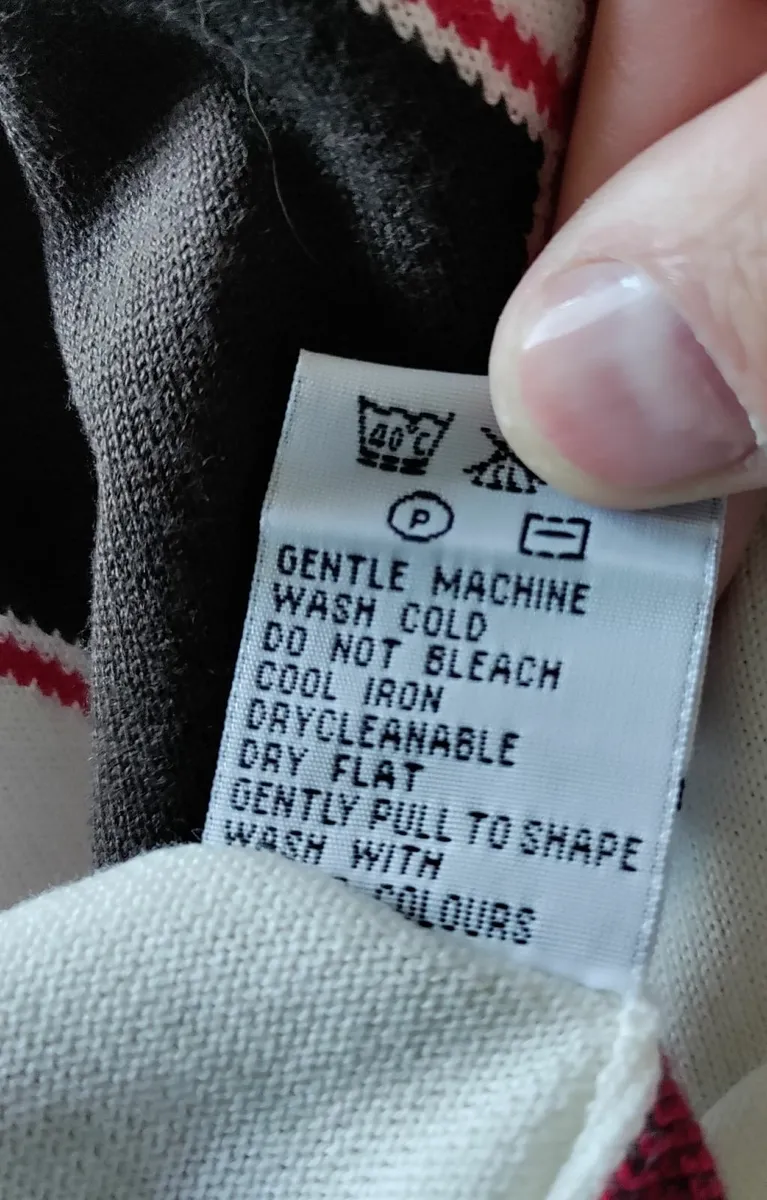 40°C
P
GENTLE MACHINE
WASH COLD
DO NOT BLEACH
COOL IRON
DRYCLEANABLE
DRY FLAT
GENTLY PULL TO SHAPE
WASH WITH
COLOURS